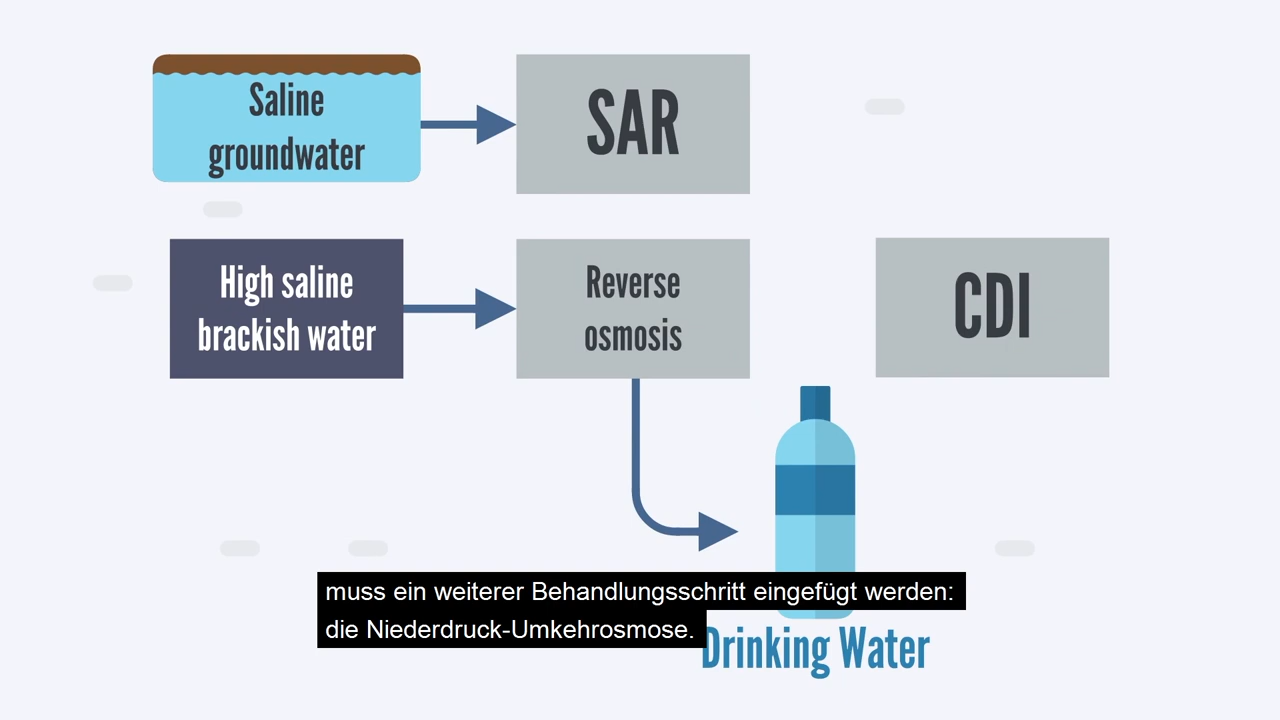 Saline
groundwater
SAR
High saline
brackish water
Reverse
osmosis
CDI
muss ein weiterer Behandlungsschritt eingefügt werden:
die Niederdruck-Umkehrosmose.
Drinking Water